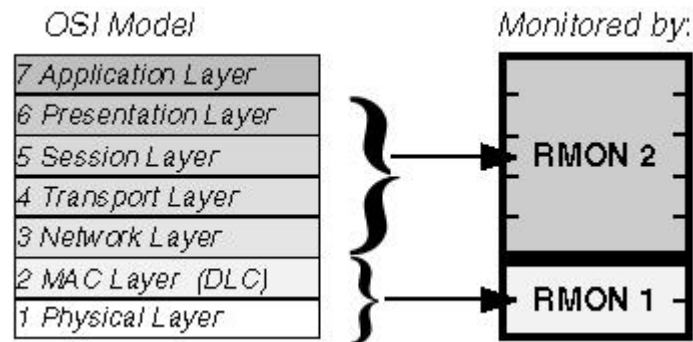 OSI Model
Monitored by:
7 Application Layer
6 Presentation Layer
5 Session Layer
4 Transport Layer
3 Network Layer
2 MAC Layer (DLC)
1 Physical Layer
RMON 2
RMON 1